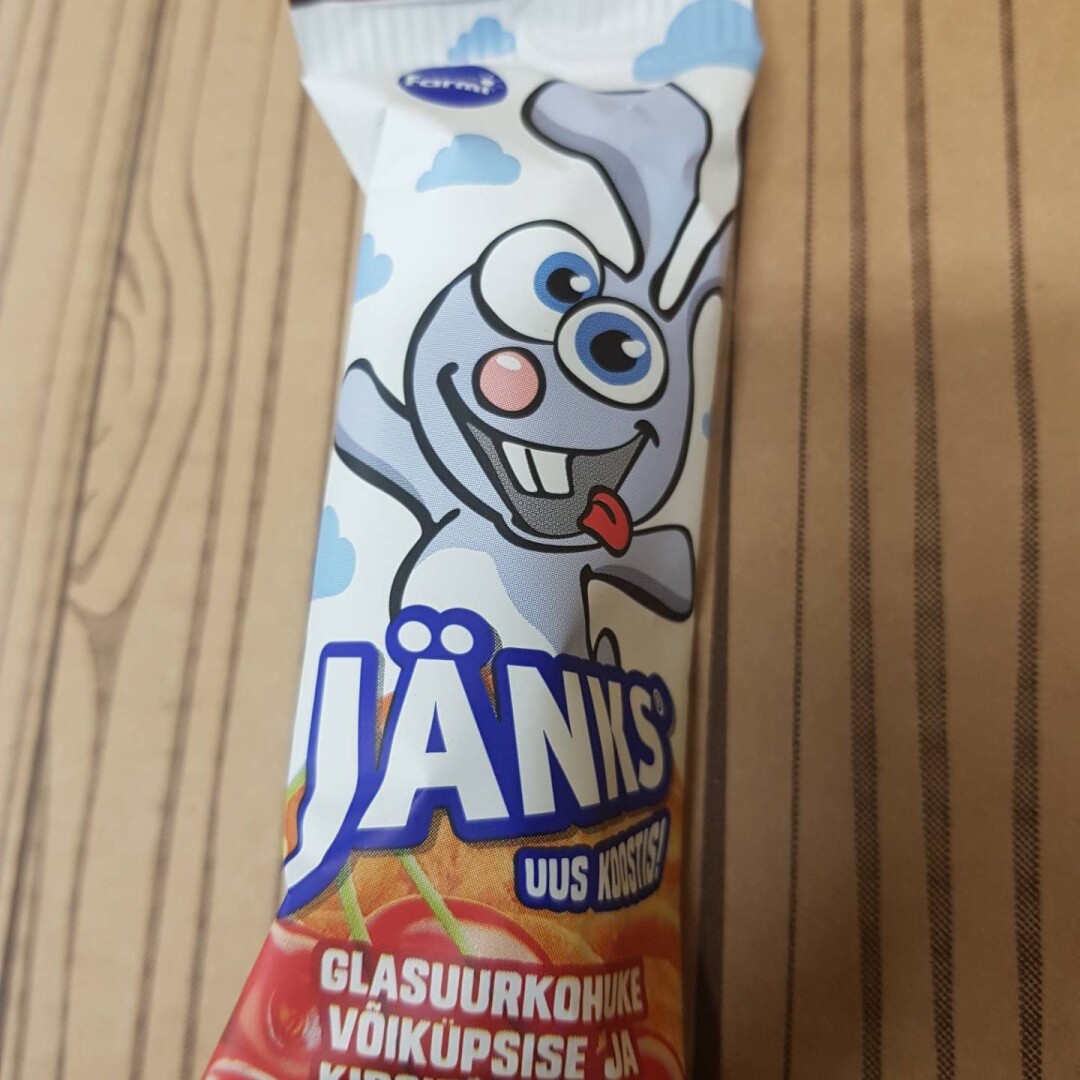 Farmi
JÄNKS®
UUS KOOSTIS!
GLASUURKOHUKE
VÕIKÜPSISE JA